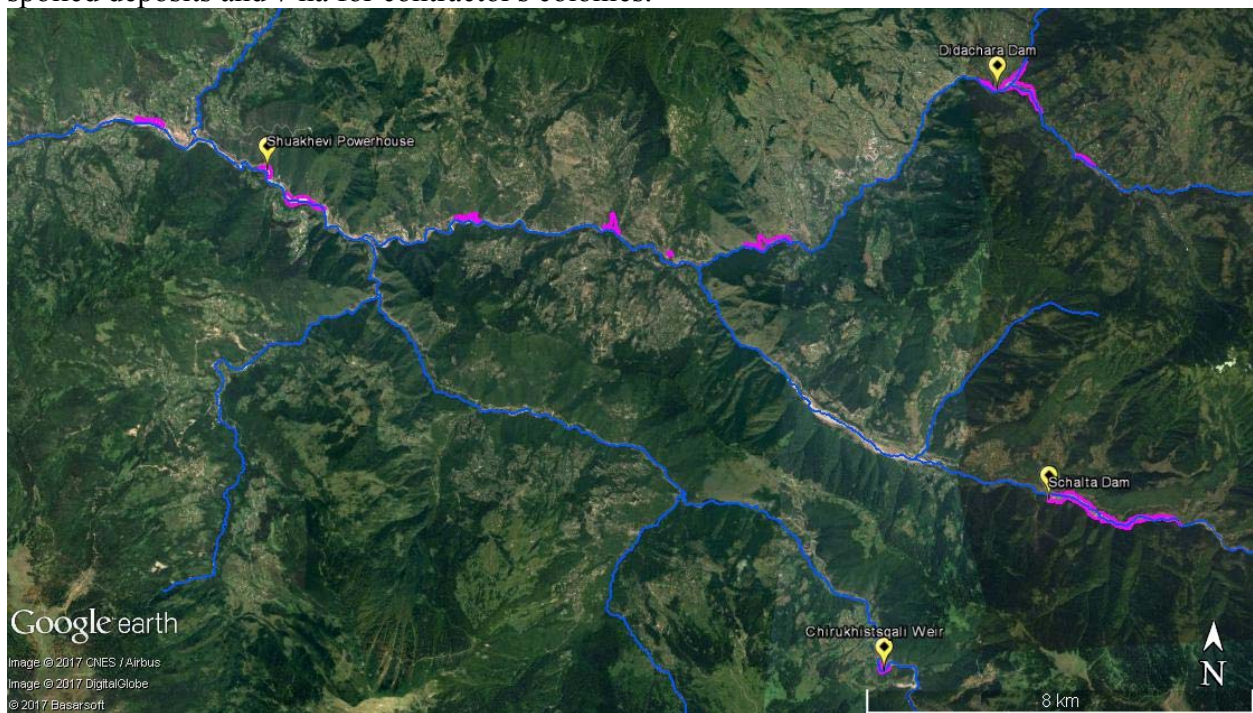 spoiled deposits and 7 ha for contractor's colonies.
Didachara Dam
Shuakhevi Powerhouse
Schalta Dam
Chirukhistsqali Weir
Google earth
Image © 2017 CNES / Airbus
Image © 2017 DigitalGlobe
© 2017 Basarsoft
N
8 km